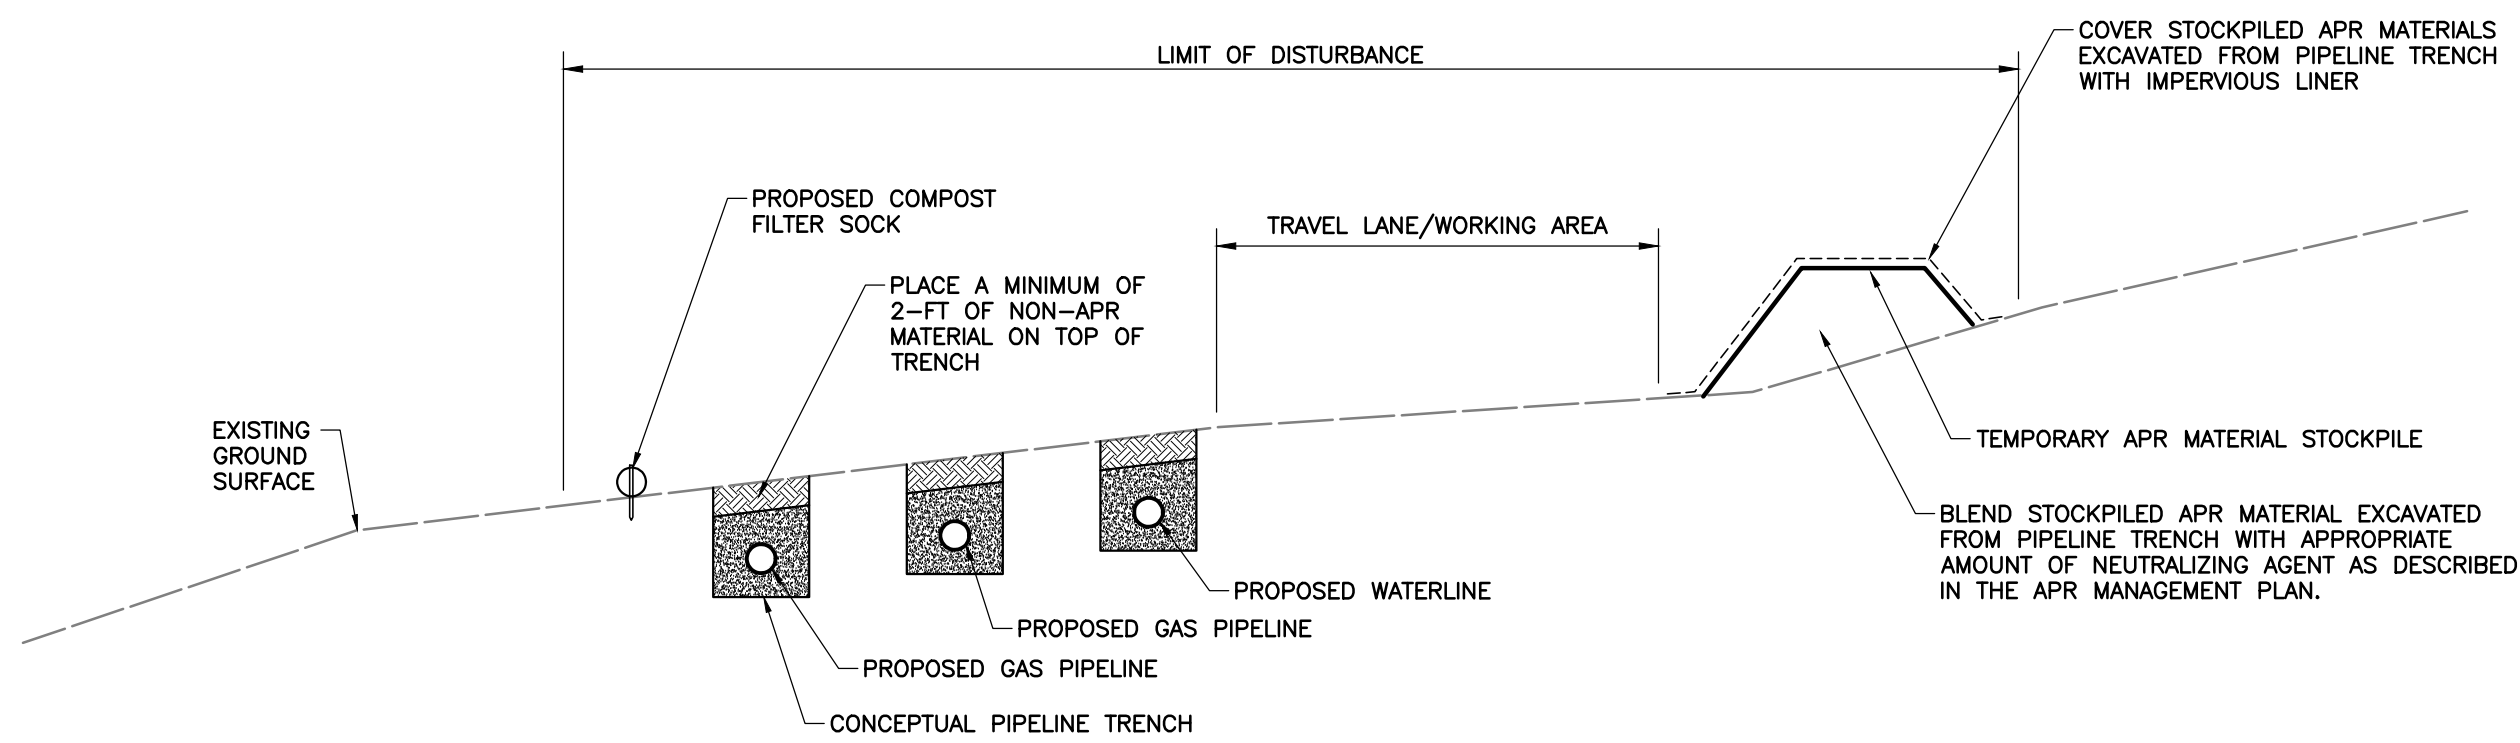 LIMIT OF DISTURBANCE
COVER STOCKPILED APR MATERIALS
EXCAVATED FROM PIPELINE TRENCH
WITH IMPERVIOUS LINER
PROPOSED COMPOST
FILTER SOCK
TRAVEL LANE/WORKING AREA
PLACE A MINIMUM OF
2-FT OF NON-APR
MATERIAL ON TOP OF
TRENCH
EXISTING
GROUND
SURFACE
TEMPORARY APR MATERIAL STOCKPILE
BLEND STOCKPILED APR MATERIAL EXCAVATED
FROM PIPELINE TRENCH WITH APPROPRIATE
AMOUNT OF NEUTRALIZING AGENT AS DESCRIBED
IN THE APR MANAGEMENT PLAN.
PROPOSED WATERLINE
PROPOSED GAS PIPELINE
PROPOSED GAS PIPELINE
CONCEPTUAL PIPELINE TRENCH